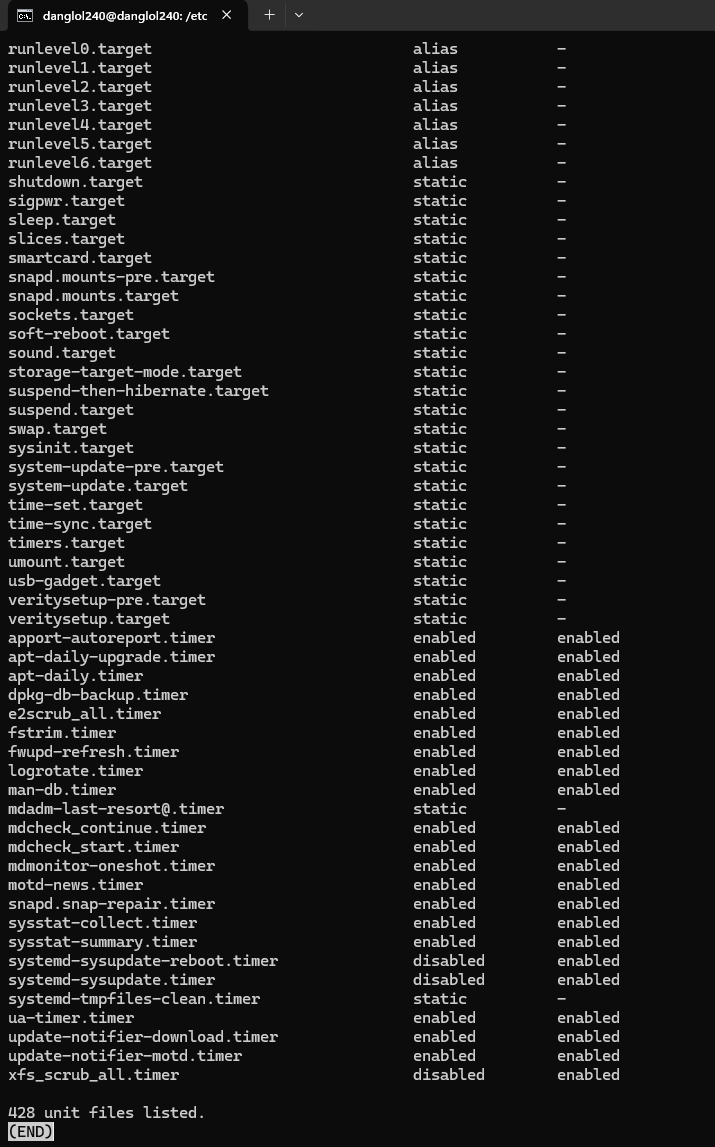 danglol240@danglol240: /etc
runlevel0.target alias -
runlevel1.target alias -
runlevel2.target alias -
runlevel3.target alias -
runlevel4.target alias -
runlevel5.target alias -
runlevel6.target alias -
shutdown.target static -
sigpwr.target static -
sleep.target static -
slices.target static -
smartcard.target static -
snapd.mounts-pre.target static -
snapd.mounts.target static -
sockets.target static -
soft-reboot.target static -
sound.target static -
storage-target-mode.target static -
suspend-then-hibernate.target static -
suspend.target static -
swap.target static -
sysinit.target static -
system-update-pre.target static -
system-update.target static -
time-set.target static -
time-sync.target static -
timers.target static -
umount.target static -
usb-gadget.target static -
veritysetup-pre.target static -
veritysetup.target static -
apport-autoreport.timer enabled enabled
apt-daily-upgrade.timer enabled enabled
apt-daily.timer enabled enabled
dpkg-db-backup.timer enabled enabled
e2scrub_all.timer enabled enabled
fstrim.timer enabled enabled
fwupd-refresh.timer enabled enabled
logrotate.timer enabled enabled
man-db.timer enabled enabled
mdadm-last-resort@.timer static -
mdcheck_continue.timer enabled enabled
mdcheck_start.timer enabled enabled
mdmonitor-oneshot.timer enabled enabled
motd-news.timer enabled enabled
snapd.snap-repair.timer enabled enabled
sysstat-collect.timer enabled enabled
sysstat-summary.timer enabled enabled
systemd-sysupdate-reboot.timer disabled enabled
systemd-sysupdate.timer disabled enabled
systemd-tmpfiles-clean.timer static -
ua-timer.timer enabled enabled
update-notifier-download.timer enabled enabled
update-notifier-motd.timer enabled enabled
xfs_scrub_all.timer disabled enabled
428 unit files listed.
(END)